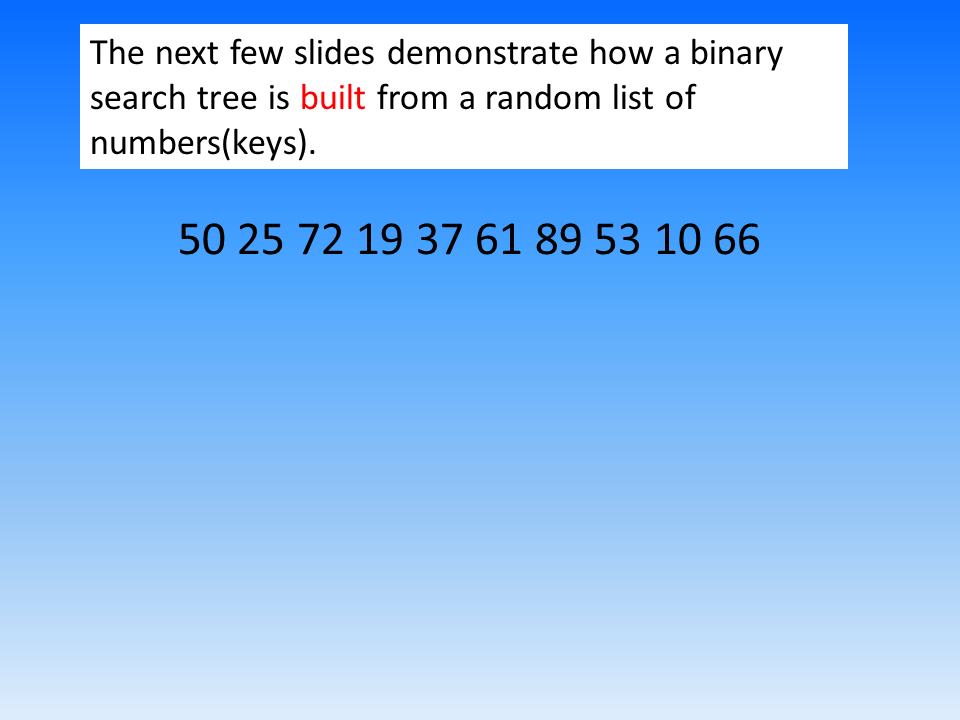 The next few slides demonstrate how a binary
search tree is built from a random list of
numbers(keys).
50 25 72 19 37 61 89 53 10 66